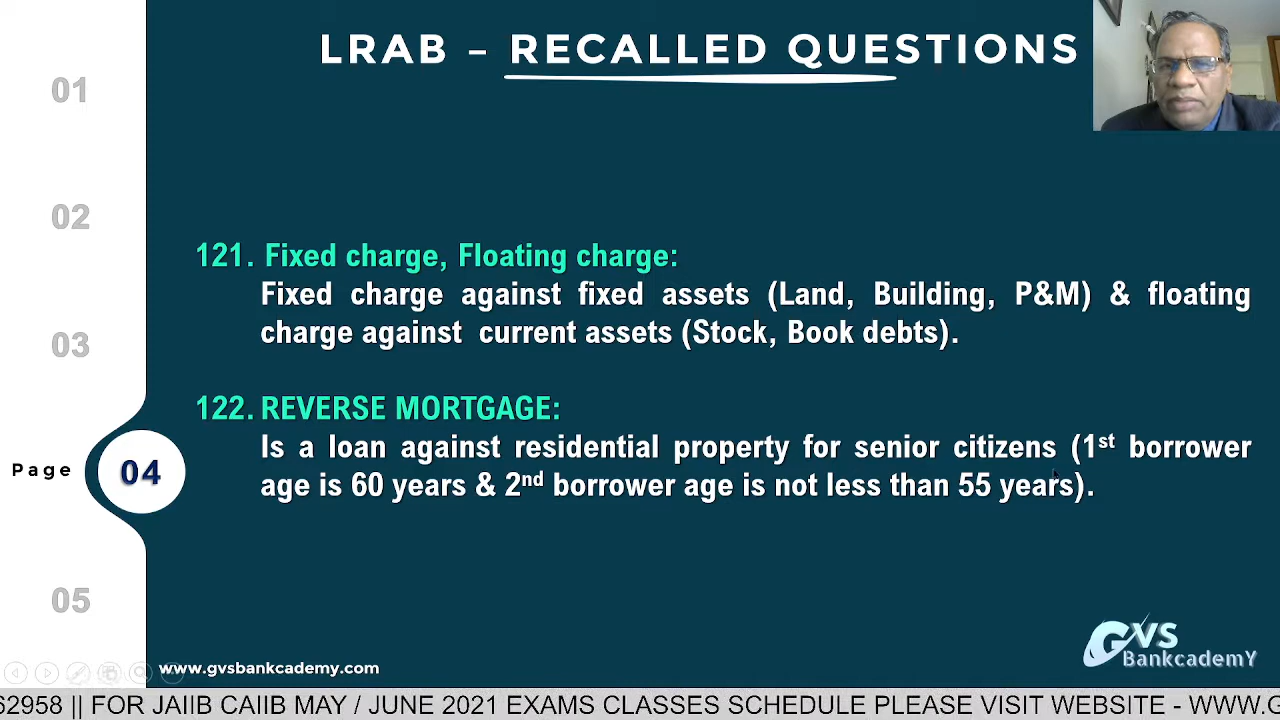 LRAB – RECALLED QUESTIONS
01
02
03
Page 04
05
121. Fixed charge, Floating charge:
Fixed charge against fixed assets (Land, Building, P&M) & floating
charge against current assets (Stock, Book debts).
122. REVERSE MORTGAGE:
Is a loan against residential property for senior citizens (1st borrower
age is 60 years & 2nd borrower age is not less than 55 years).
GVS
BankcademY
www.gvsbankcademy.com
62958 || FOR JAIIB CAIIB MAY / JUNE 2021 EXAMS CLASSES SCHEDULE PLEASE VISIT WEBSITE - WWW.G